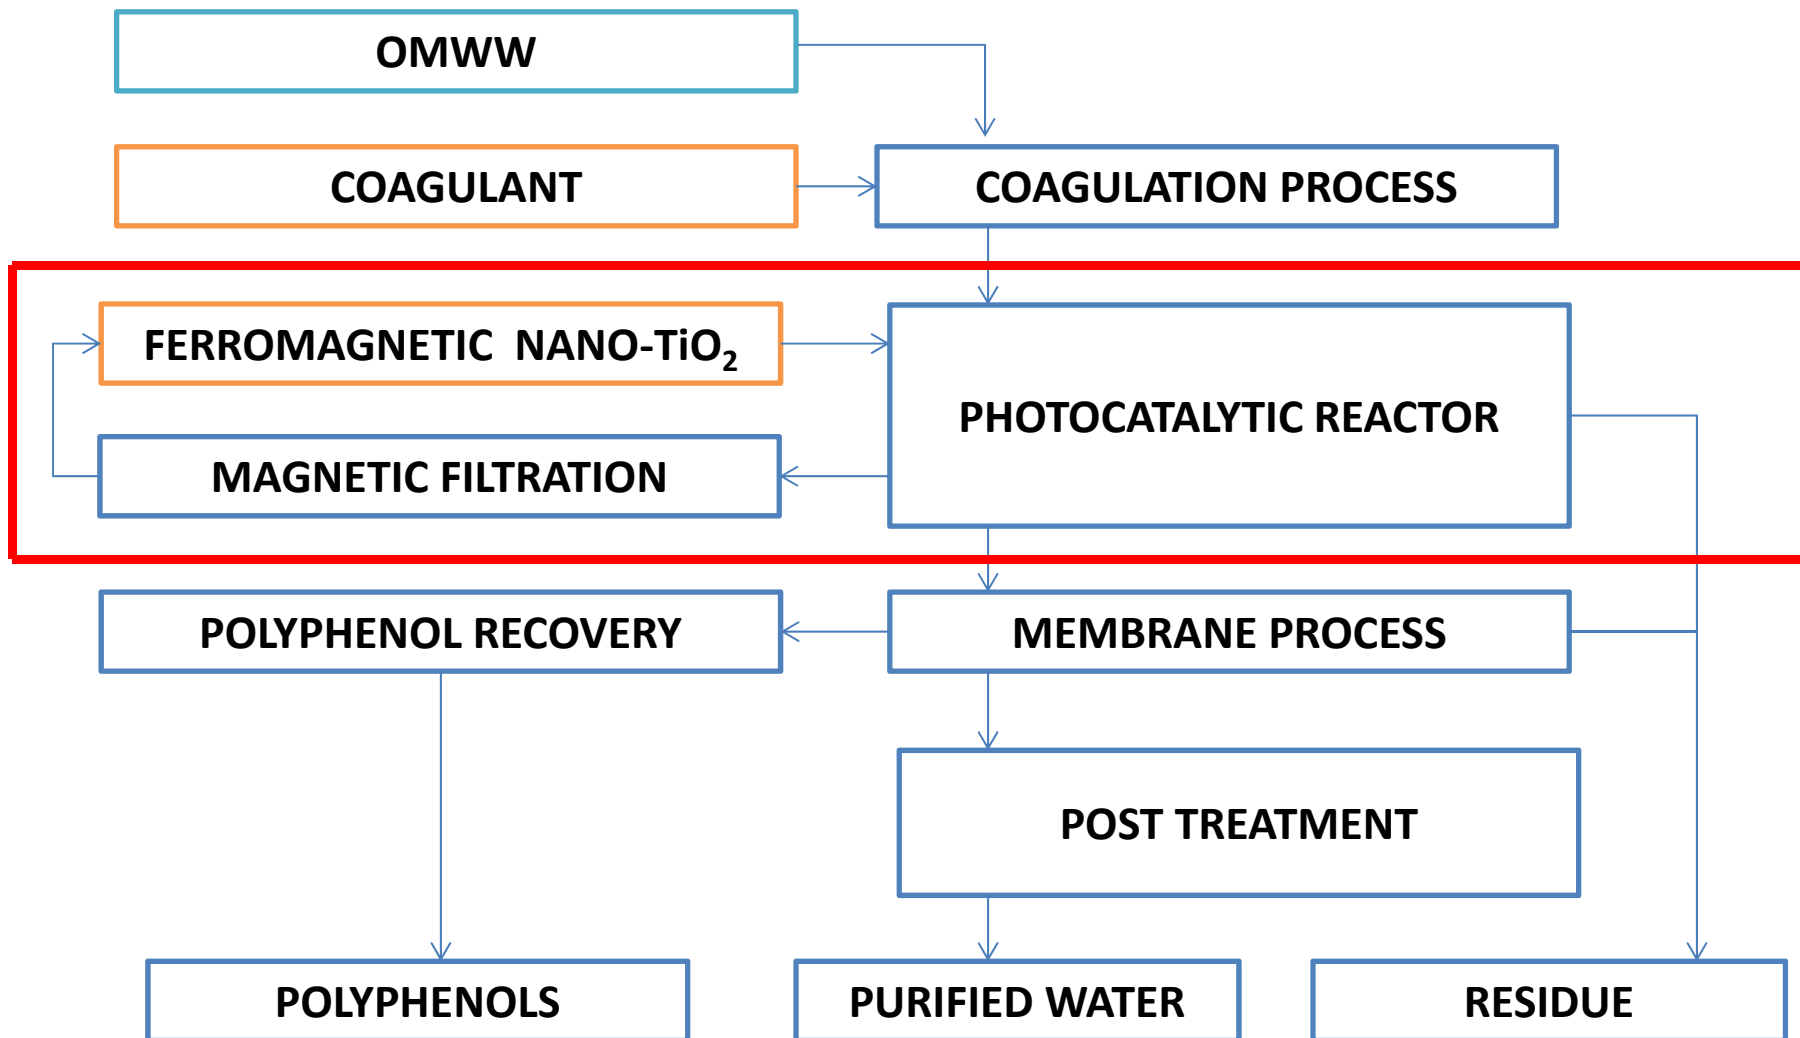 OMWW
COAGULANT
COAGULATION PROCESS
FERROMAGNETIC NANO-TiO₂
PHOTOCATALYTIC REACTOR
MAGNETIC FILTRATION
POLYPHENOL RECOVERY
MEMBRANE PROCESS
POST TREATMENT
POLYPHENOLS
PURIFIED WATER
RESIDUE